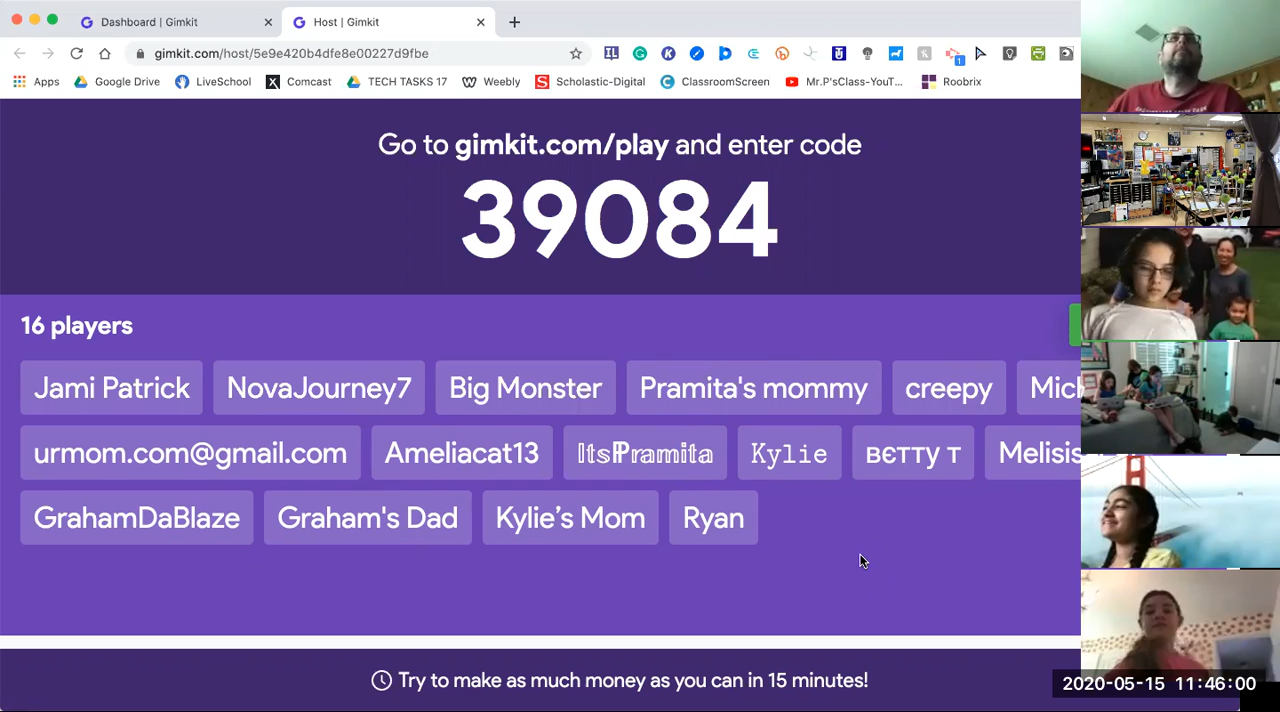 Dashboard | Gimkit
Host | Gimkit
gimkit.com/host/5e9e420b4dfe8e00227d9fbe
Apps Google Drive LiveSchool Comcast TECH TASKS 17 Weebly Scholastic-Digital ClassroomScreen Mr.P'sClass-YouT... Roobrix
Go to gimkit.com/play and enter code
39084
16 players
Jami Patrick NovaJourney7 Big Monster Pramita's mommy creepy
urmom.com@gmail.com Ameliacat13 𝕀𝕥𝕤ℙ𝕣𝕒𝕞𝕚𝕥𝕒 𝙺𝚢𝚕𝚒𝚎 вєттy т Melisis
GrahamDaBlaze Graham's Dad Kylie’s Mom Ryan
Try to make as much money as you can in 15 minutes!
2020-05-15 11:46:00